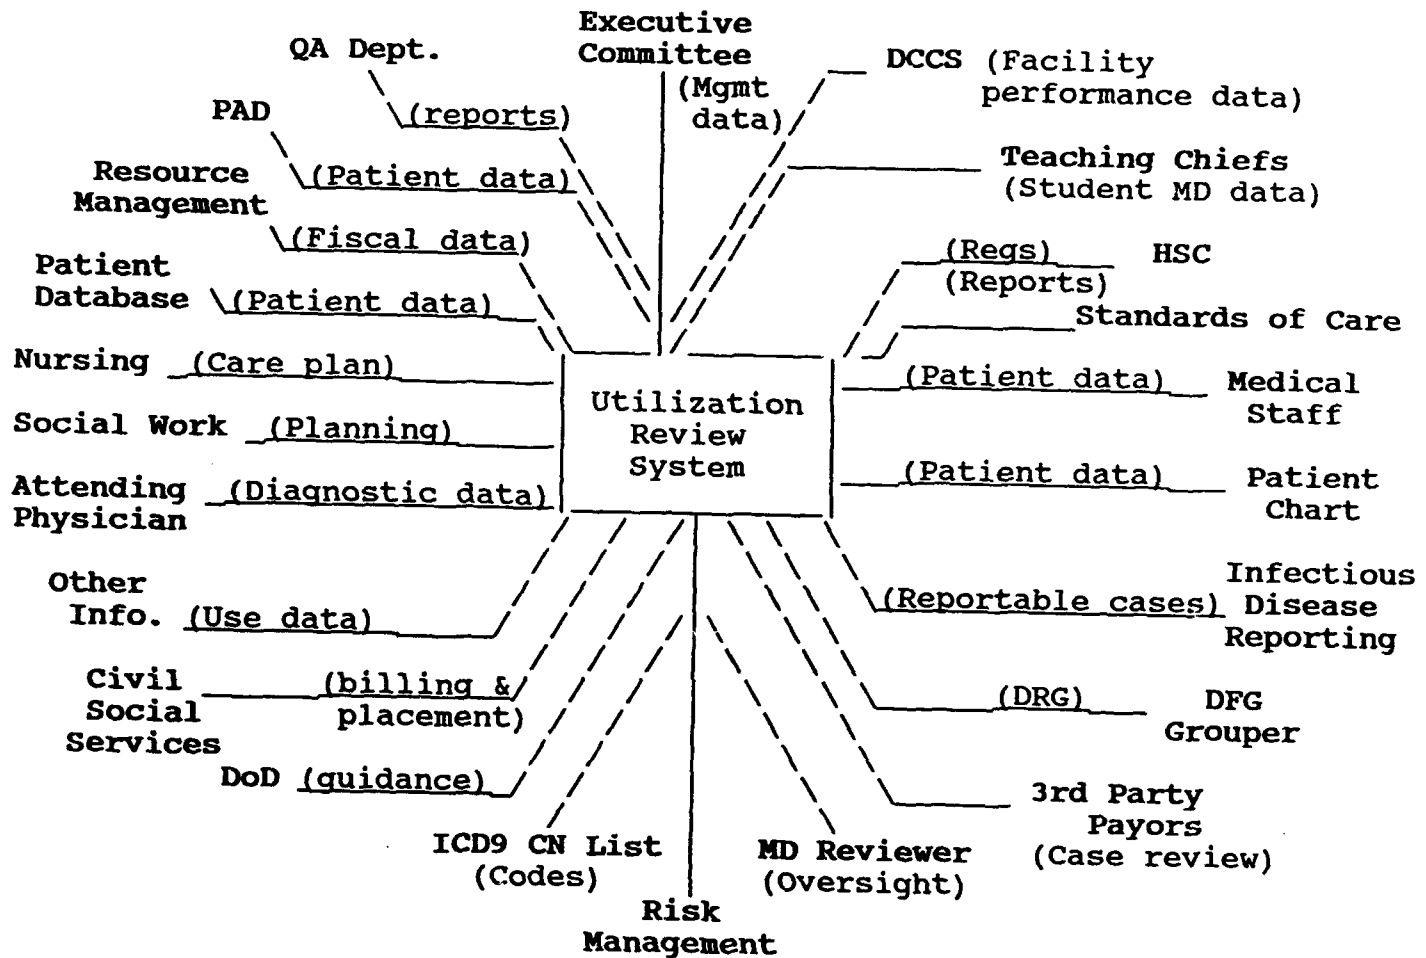 Executive
Committee
(Mgmt
data)
QA Dept.
(reports)
PAD
(Patient data)
Resource
Management
(Fiscal data)
Patient
Database
(Patient data)
Nursing (Care plan)
Social Work (Planning)
Attending
Physician
(Diagnostic data)
Other
Info. (Use data)
Civil
Social
Services
(billing &
placement)
DoD (guidance)
ICD9 CN List
(Codes)
Risk
Management
MD Reviewer
(Oversight)
3rd Party
Payors
(Case review)
(DRG)
DFG
Grouper
(Reportable cases)
Infectious
Disease
Reporting
(Patient data)
Patient
Chart
(Patient data)
Medical
Staff
Standards of Care
(Regs)
(Reports)
HSC
Teaching Chiefs
(Student MD data)
DCCS (Facility
performance data)
Utilization
Review
System